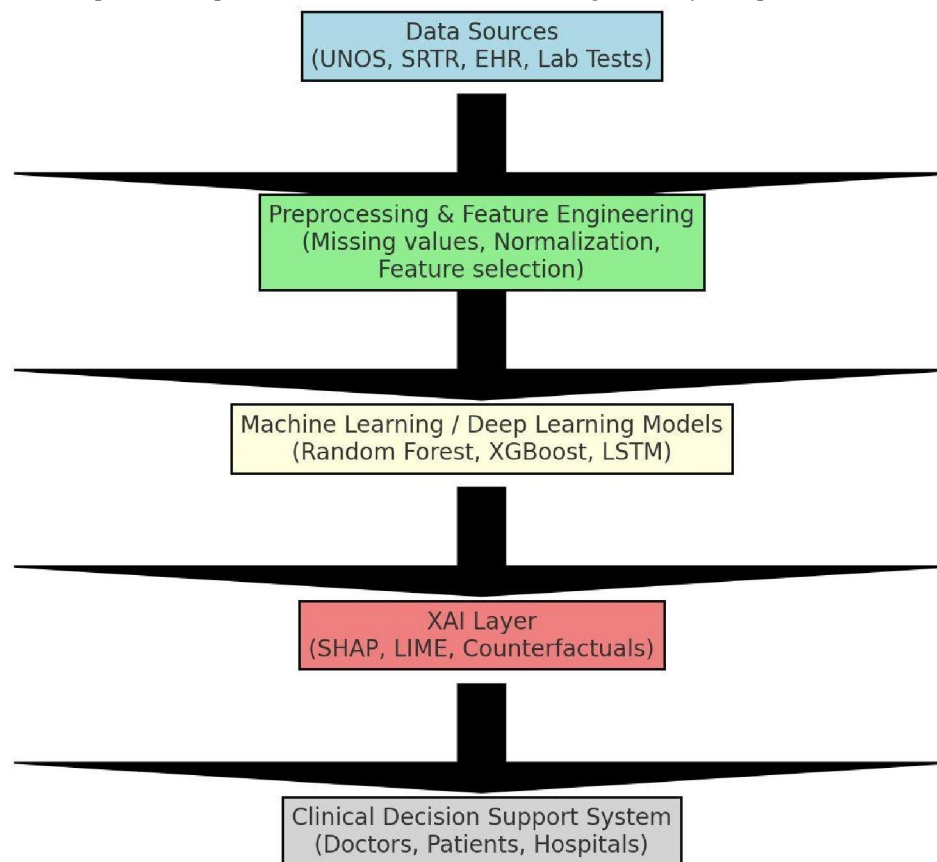 Data Sources
(UNOS, SRTR, EHR, Lab Tests)
Preprocessing & Feature Engineering
(Missing values, Normalization,
Feature selection)
Machine Learning / Deep Learning Models
(Random Forest, XGBoost, LSTM)
XAI Layer
(SHAP, LIME, Counterfactuals)
Clinical Decision Support System
(Doctors, Patients, Hospitals)